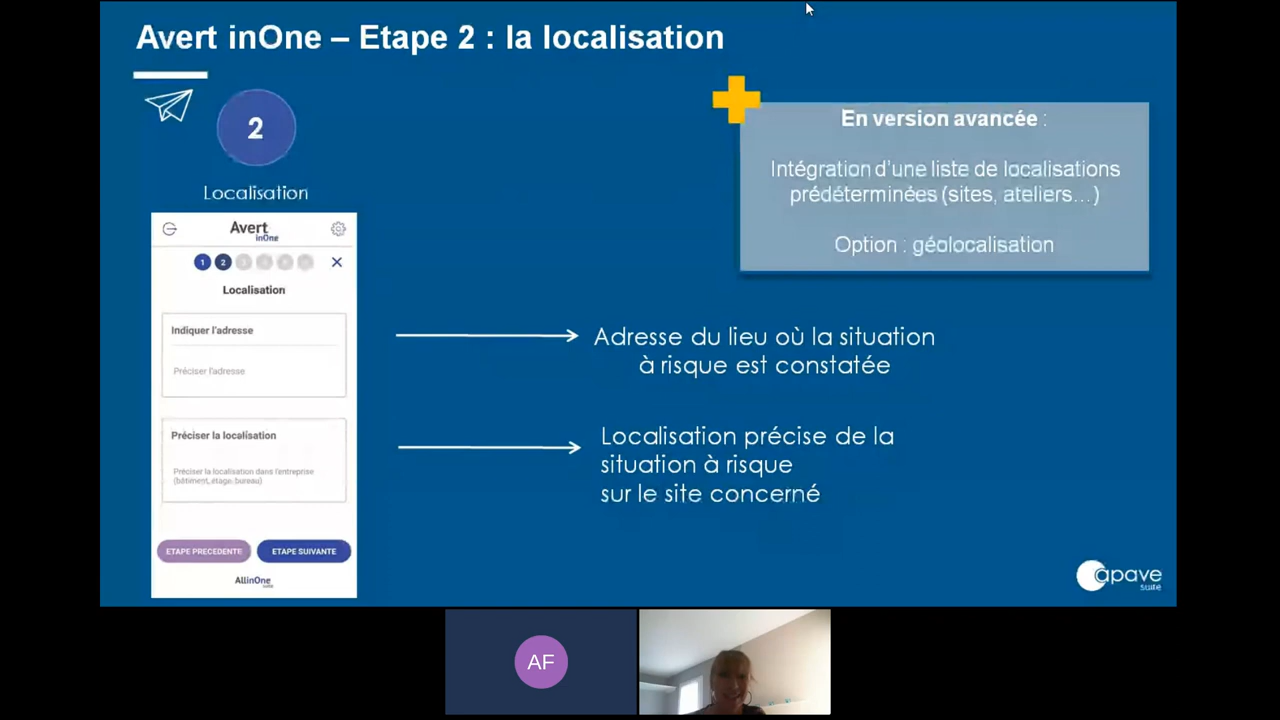 Avert inOne – Etape 2 : la localisation
2
Localisation
En version avancée :
Intégration d'une liste de localisations
prédéterminées (sites, ateliers…)
Option : géolocalisation
Avert
inOne
1 2
Localisation
Indiquer l'adresse
Préciser l'adresse
Préciser la localisation
Préciser la localisation dans l'entreprise
(bâtiment, étage, bureau)
ETAPE PRECEDENTE ETAPE SUIVANTE
AllinOne
Adresse du lieu où la situation
à risque est constatée
Localisation précise de la
situation à risque
sur le site concerné
apave
suite
AF